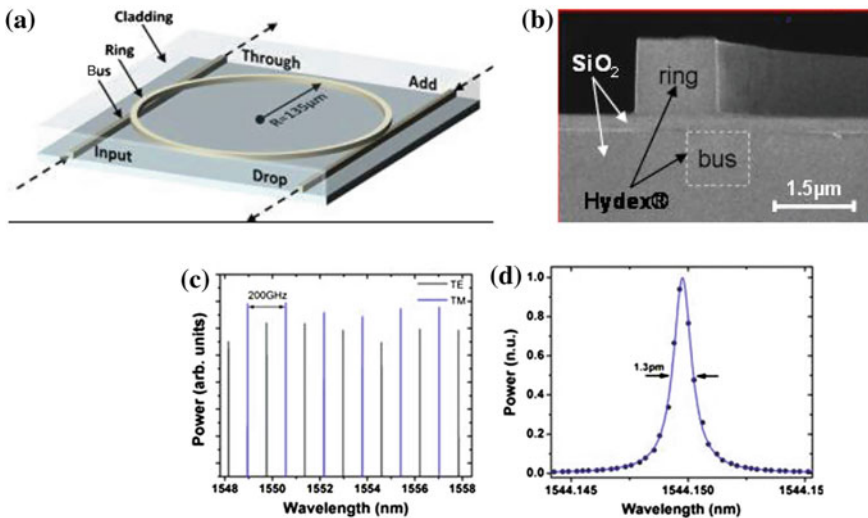 (a)
Cladding
Ring
Bus
Through
Add
R=135μm
Input
Drop
(b)
SiO2
ring
bus
Hydex®
1.5μm
(c)
200GHz
TE
TM
Power (arb. units)
1548 1550 1552 1554 1556 1558
Wavelength (nm)
(d)
1.0
0.8
0.6
0.4
0.2
0.0
1.3pm
Power (n.u.)
1544.145 1544.150 1544.15
Wavelength (nm)